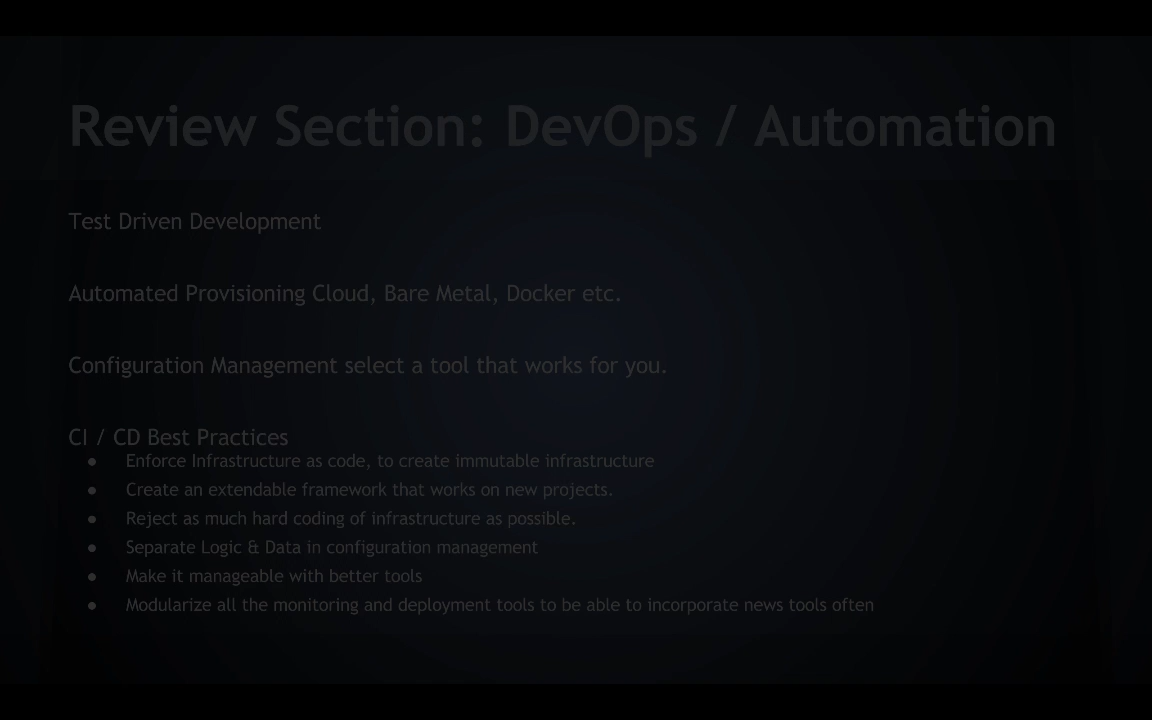 Review Section: DevOps / Automation
Test Driven Development
Automated Provisioning Cloud, Bare Metal, Docker etc.
Configuration Management select a tool that works for you.
CI / CD Best Practices
● Enforce Infrastructure as code, to create immutable infrastructure
● Create an extendable framework that works on new projects.
● Reject as much hard coding of infrastructure as possible.
● Separate Logic & Data in configuration management
● Make it manageable with better tools
● Modularize all the monitoring and deployment tools to be able to incorporate news tools often